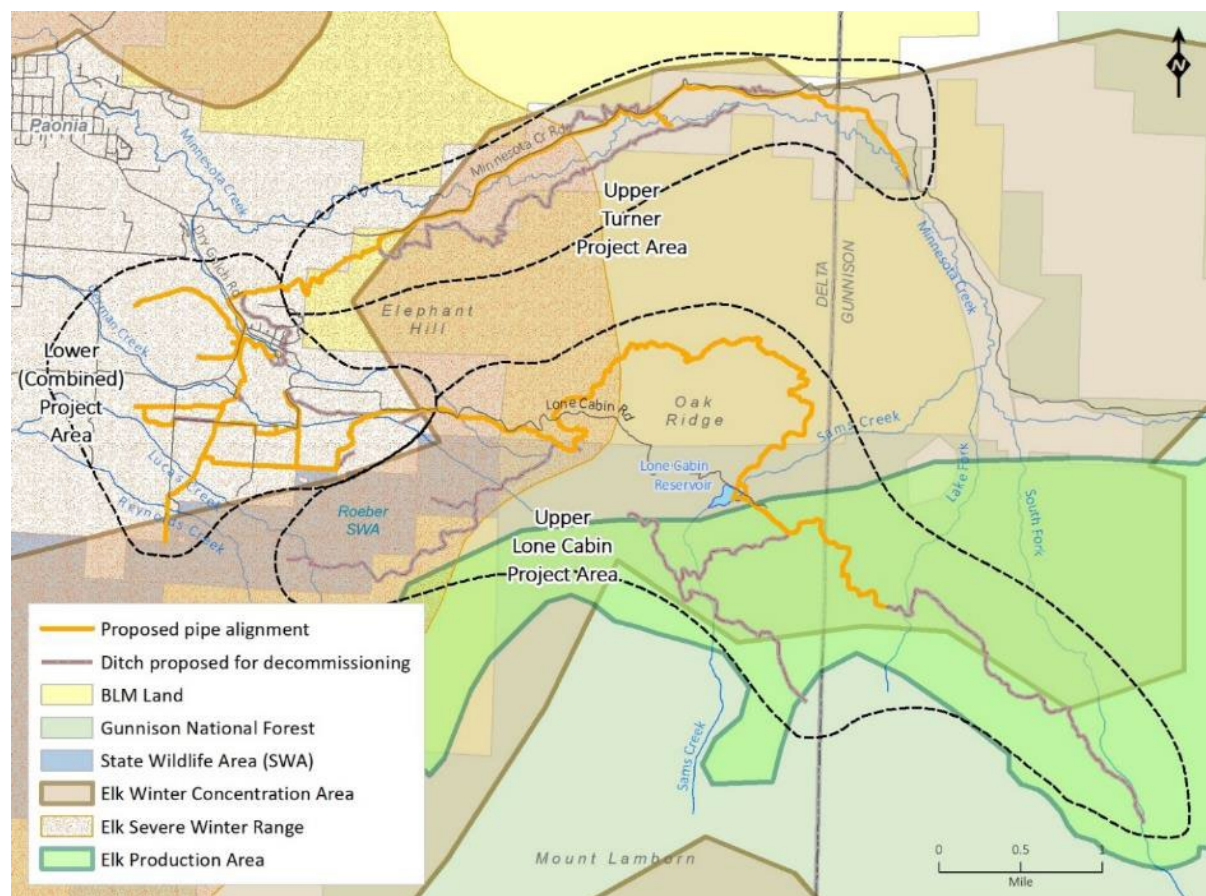 N
Paonia
Minnesota Creek
Minnesota Cr Rd
Upper
Turner
Project Area
DELTA
GUNNISON
Minnesota Creek
Dry Gulch Rd
German Creek
Elephant
Hill
Lower
(Combined)
Project
Area
Lone Cabin Rd
Oak
Ridge
Sams Creek
Lone Cabin
Reservoir
Lucas Creek
Reynolds Creek
Roeber
SWA
Lake Fork
South Fork
Upper
Lone Cabin
Project Area
Sams Creek
Mount Lamborn
Proposed pipe alignment
Ditch proposed for decommissioning
BLM Land
Gunnison National Forest
State Wildlife Area (SWA)
Elk Winter Concentration Area
Elk Severe Winter Range
Elk Production Area
0 0.5 1
Mile